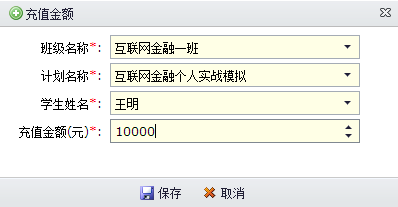 充值金额
班级名称*: 互联网金融一班
计划名称*: 互联网金融个人实战模拟
学生姓名*: 王明
充值金额(元)*: 10000
保存 取消